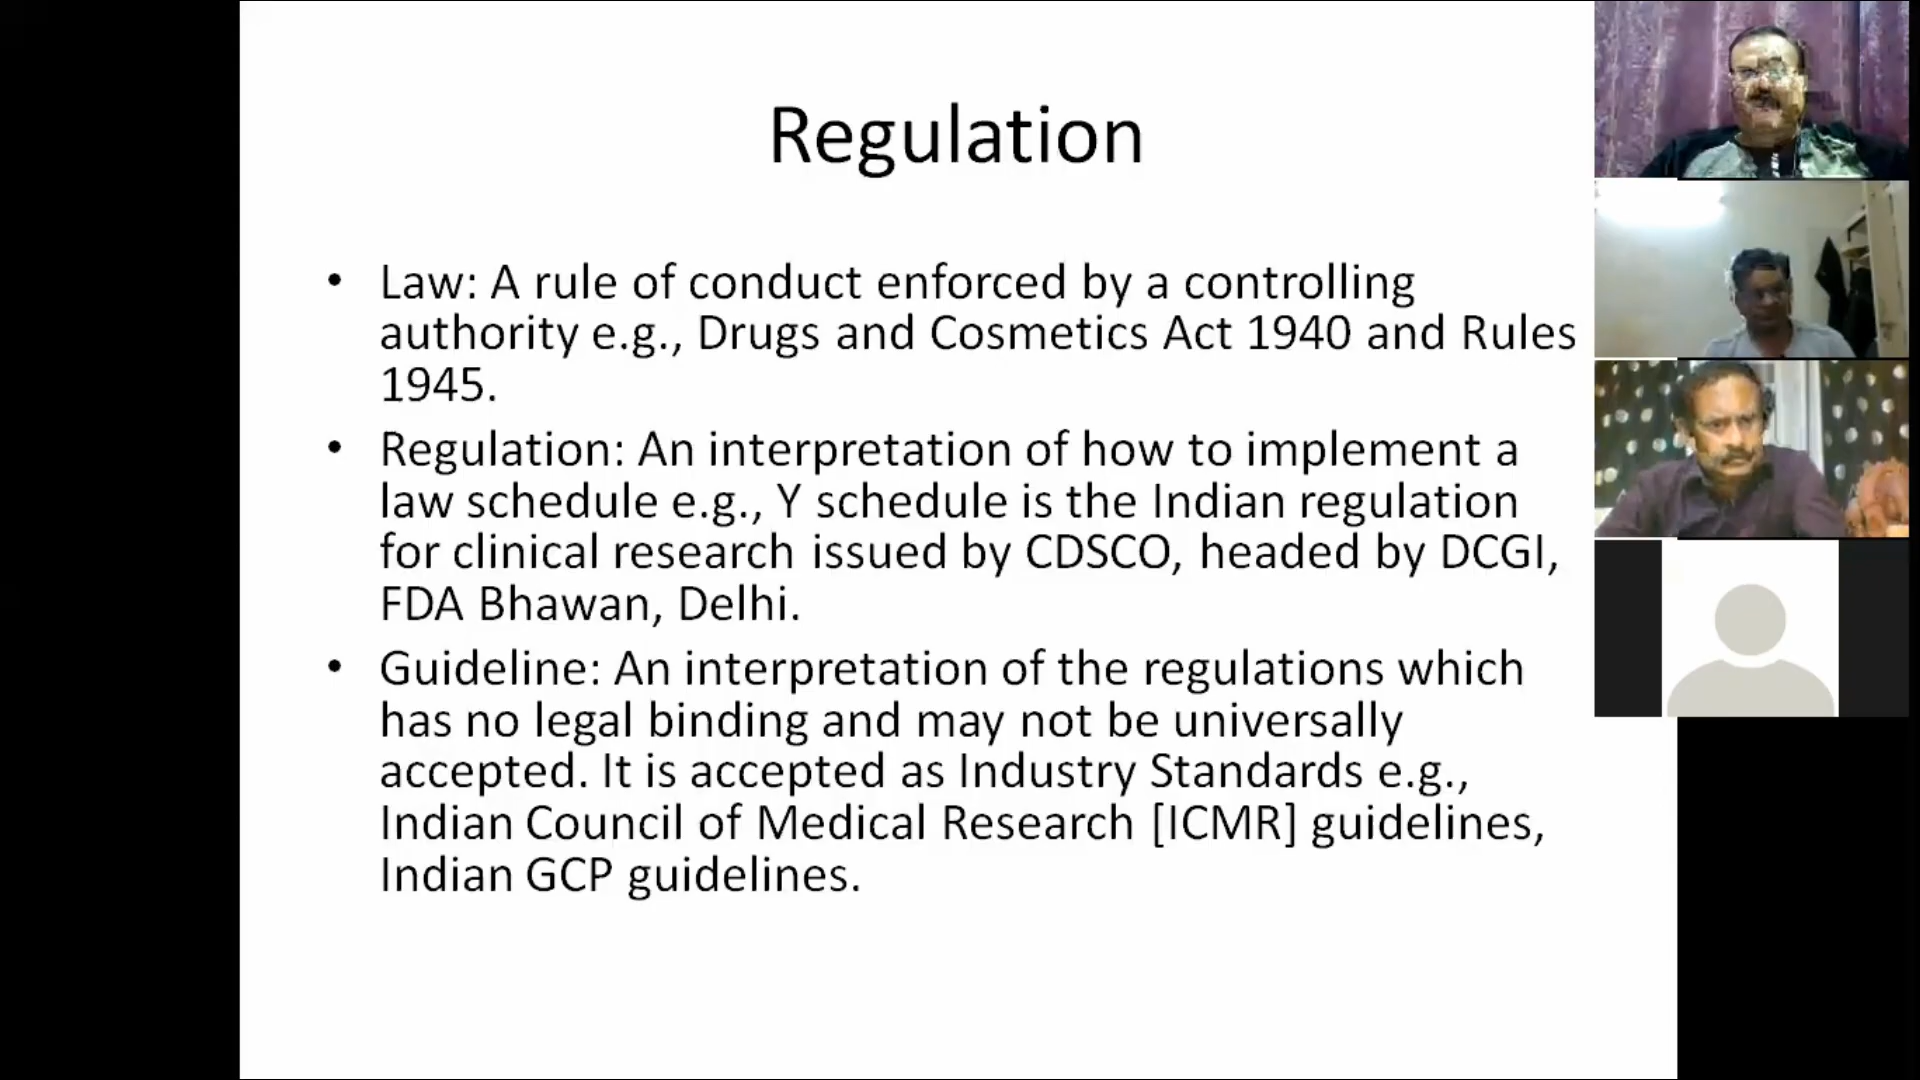 Regulation
• Law: A rule of conduct enforced by a controlling
authority e.g., Drugs and Cosmetics Act 1940 and Rules
1945.
• Regulation: An interpretation of how to implement a
law schedule e.g., Y schedule is the Indian regulation
for clinical research issued by CDSCO, headed by DCGI,
FDA Bhawan, Delhi.
• Guideline: An interpretation of the regulations which
has no legal binding and may not be universally
accepted. It is accepted as Industry Standards e.g.,
Indian Council of Medical Research [ICMR] guidelines,
Indian GCP guidelines.